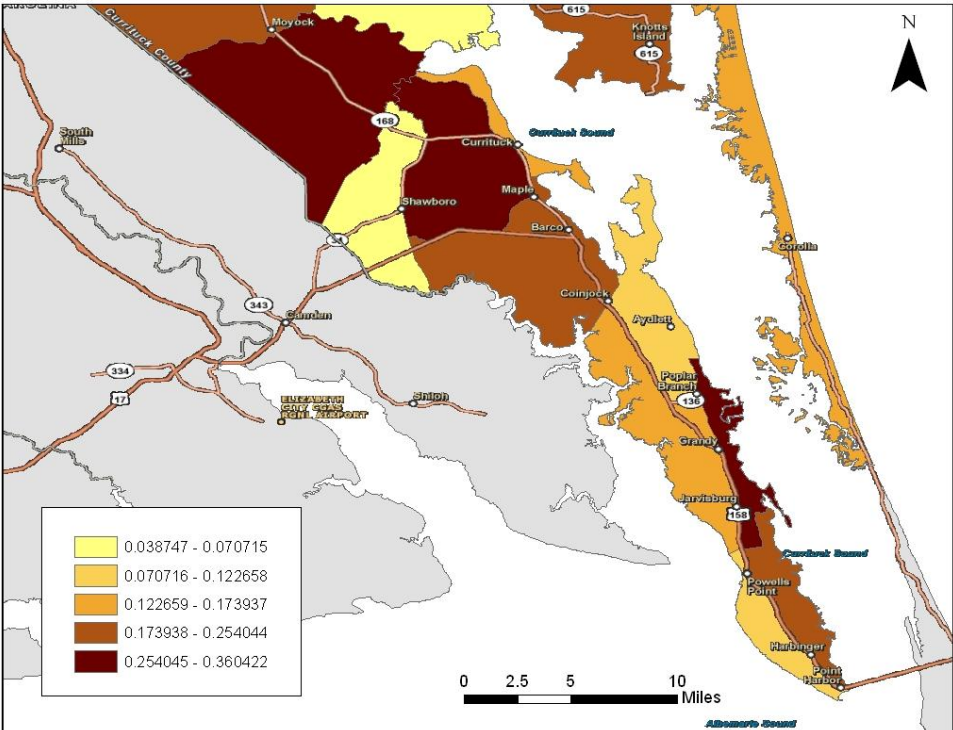 615
Knotts
Island
615
N
Moyock
Currituck County
South
Mills
168
Currituck
Currituck Sound
Maple
Shawboro
Barco
34
Corolla
Coinjock
343
Camden
Aydlett
334
Poplar
Branch
136
17
Shiloh
ELIZABETH
CITY CGAS
RGNL AIRPORT
Grandy
Jarvisburg
158
Currituck Sound
Powells
Point
Harbinger
Point
Harbor
0.038747 - 0.070715
0.070716 - 0.122658
0.122659 - 0.173937
0.173938 - 0.254044
0.254045 - 0.360422
0 2.5 5 10
Miles
Albemarle Sound